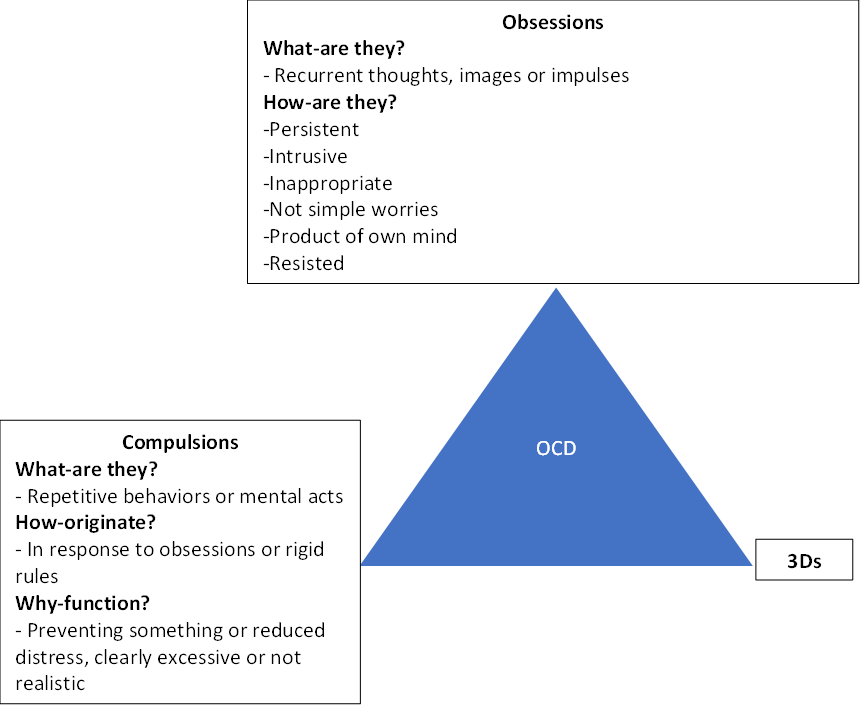 Obsessions
What-are they?
- Recurrent thoughts, images or impulses
How-are they?
-Persistent
-Intrusive
-Inappropriate
-Not simple worries
-Product of own mind
-Resisted
OCD
Compulsions
What-are they?
- Repetitive behaviors or mental acts
How-originate?
- In response to obsessions or rigid
rules
Why-function?
- Preventing something or reduced
distress, clearly excessive or not
realistic
3Ds